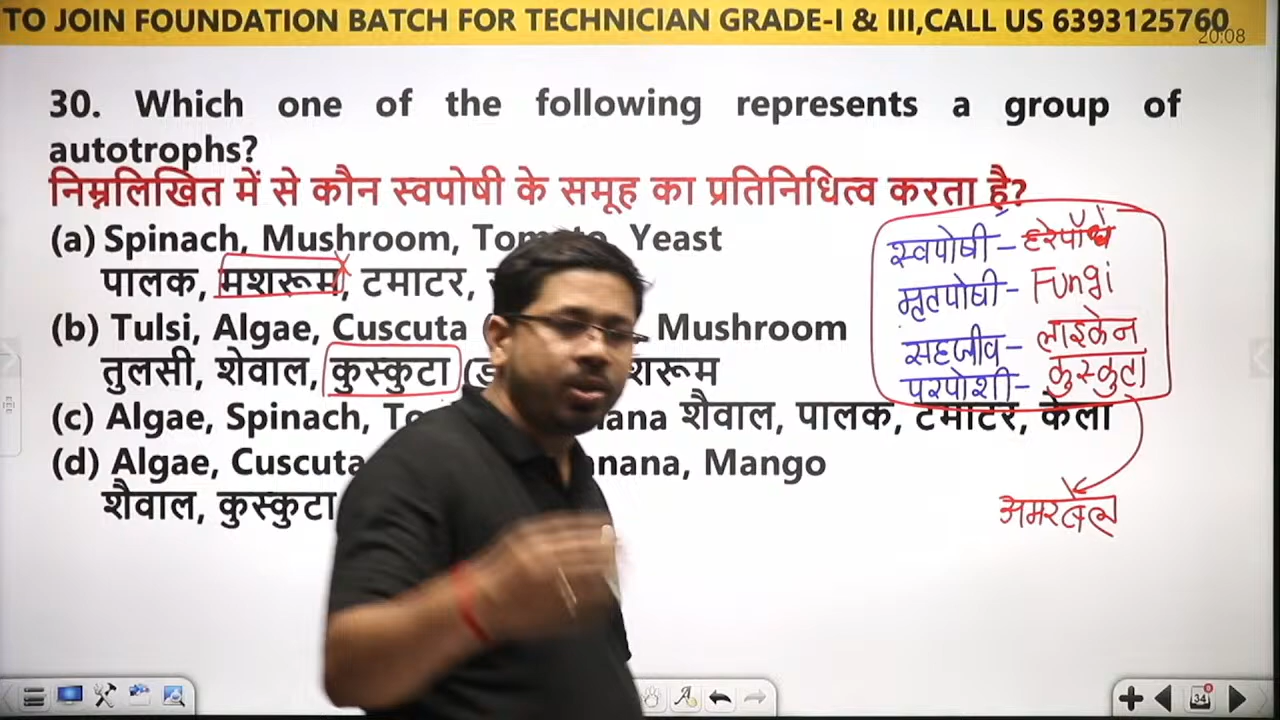 TO JOIN FOUNDATION BATCH FOR TECHNICIAN GRADE-I & III,CALL US 6393125760
20:08
30. Which one of the following represents a group of
autotrophs?
निम्नलिखित में से कौन स्वपोषी के समूह का प्रतिनिधित्व करता है?
(a) Spinach, Mushroom, Yeast
पालक, मशरूम, टमाटर,
(b) Tulsi, Algae, Cuscuta Mushroom
तुलसी, शेवाल, कुस्कुटा
(c) Algae, Spinach, शैवाल, पालक, टमाटर, केला
(d) Algae, Cuscuta Mango
शैवाल, कुस्कुटा
स्वपोषी – हरेपौधे
मृतपोषी – Fungi
सहजीव – लाइकेन
परपोशी – कुस्कुटा
अमरबेल
34